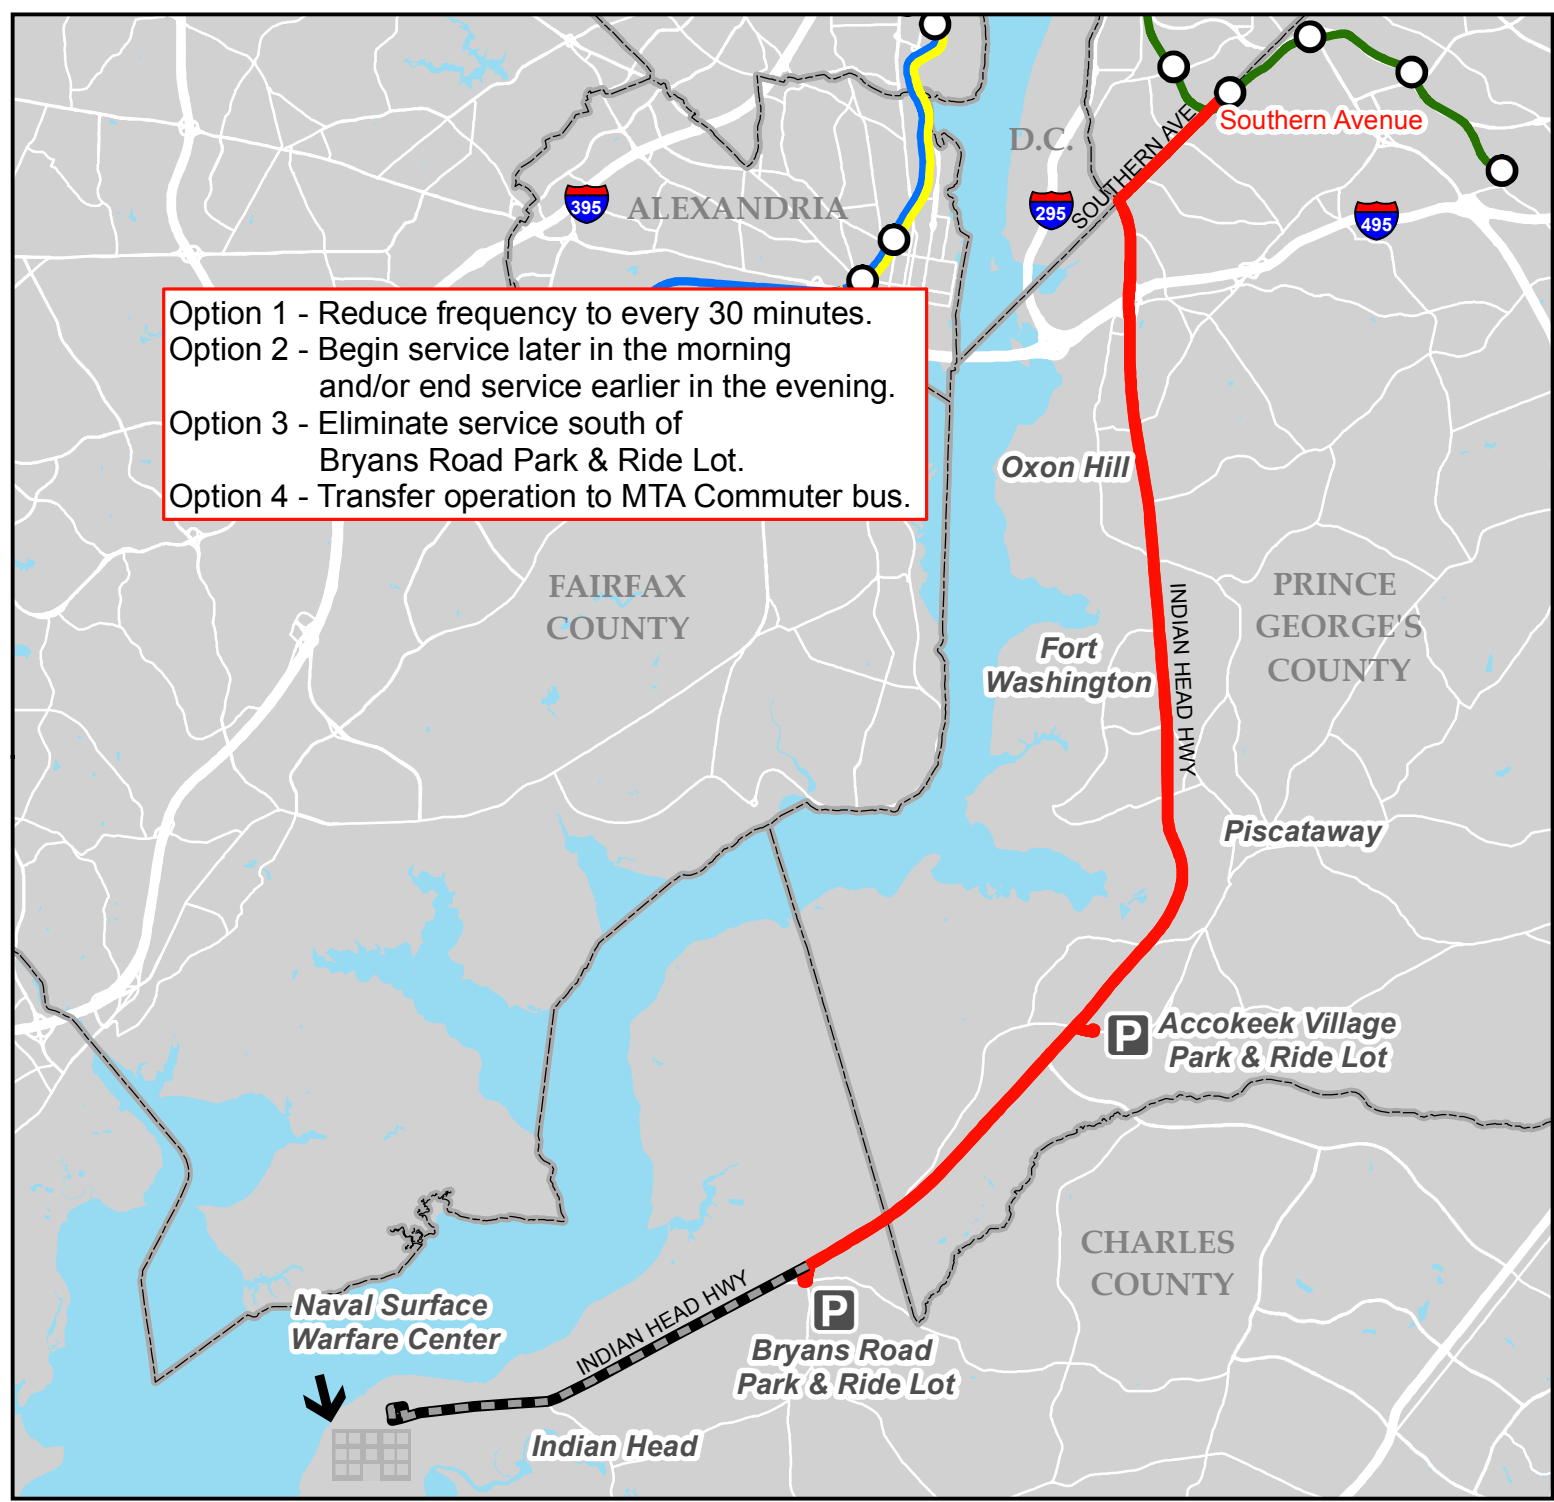 Southern Avenue
SOUTHERN AVE
D.C.
395
ALEXANDRIA
295
495
Option 1 - Reduce frequency to every 30 minutes.
Option 2 - Begin service later in the morning
and/or end service earlier in the evening.
Option 3 - Eliminate service south of
Bryans Road Park & Ride Lot.
Option 4 - Transfer operation to MTA Commuter bus.
Oxon Hill
FAIRFAX
COUNTY
PRINCE
GEORGE'S
COUNTY
INDIAN HEAD HWY
Fort
Washington
Piscataway
P
Accokeek Village
Park & Ride Lot
CHARLES
COUNTY
Naval Surface
Warfare Center
INDIAN HEAD HWY
P
Bryans Road
Park & Ride Lot
Indian Head